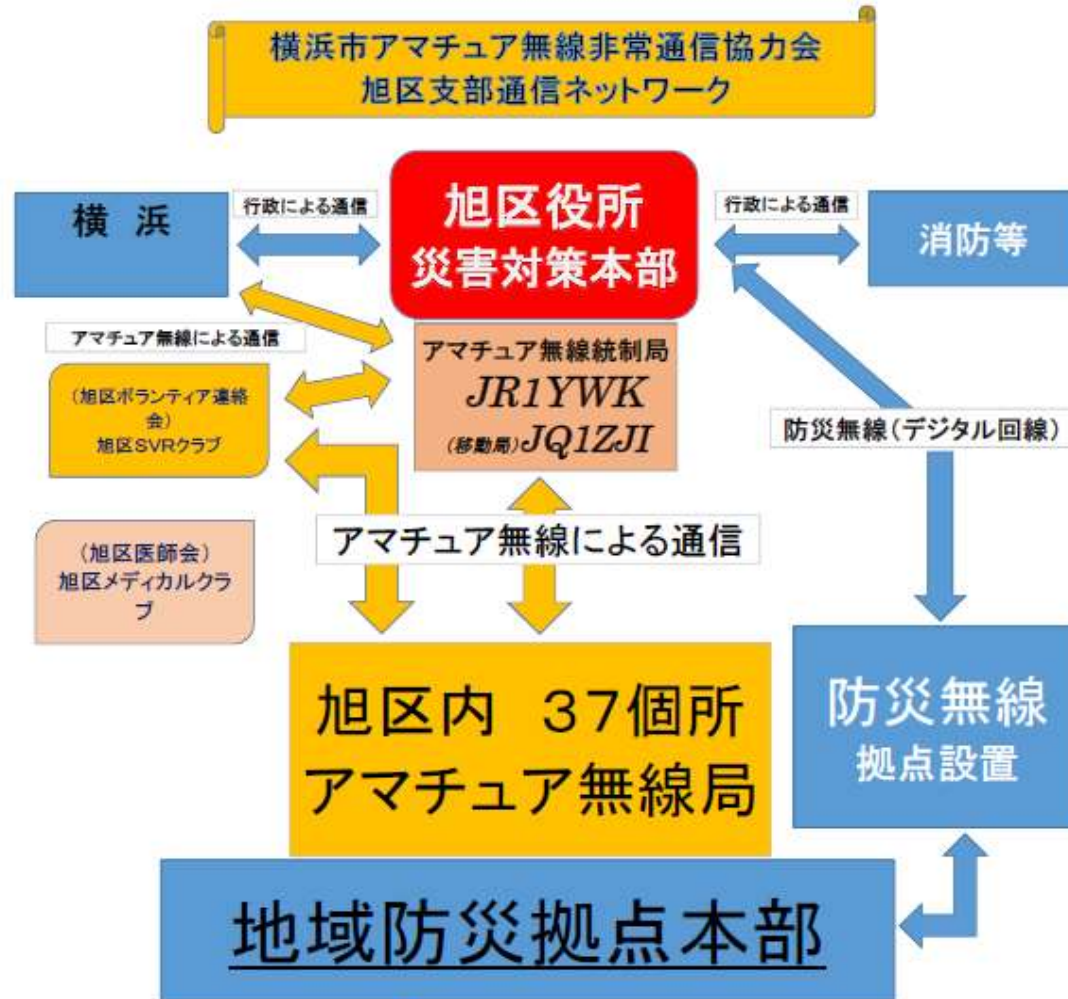 横浜市アマチュア無線非常通信協力会
旭区支部通信ネットワーク
横 浜
行政による通信
旭区役所
災害対策本部
行政による通信
消防等
アマチュア無線による通信
アマチュア無線統制局
JR1YWK
(移動局)JQ1ZJI
(旭区ボランティア連絡
会)
旭区SVRクラブ
防災無線(デジタル回線)
アマチュア無線による通信
(旭区医師会)
旭区メディカルクラ
ブ
旭区内 37個所
アマチュア無線局
防災無線
拠点設置
地域防災拠点本部